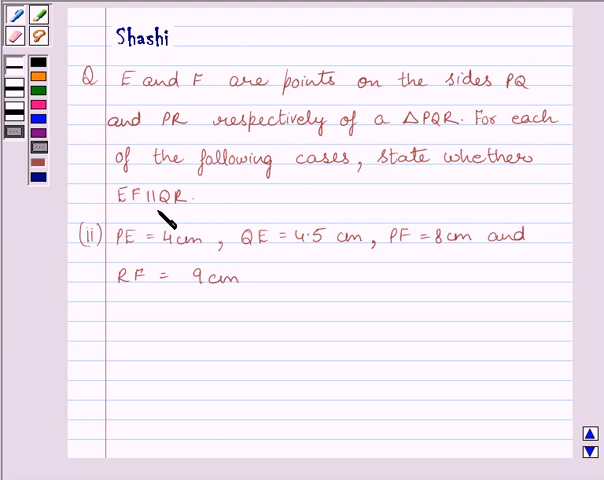 Shashi
Q E and F are points on the sides PQ
and PR respectively of a △PQR. For each
of the following cases, state whether
EF||QR.
(ii) PE = 4cm, QE = 4.5 cm, PF = 8cm and
RF = 9cm